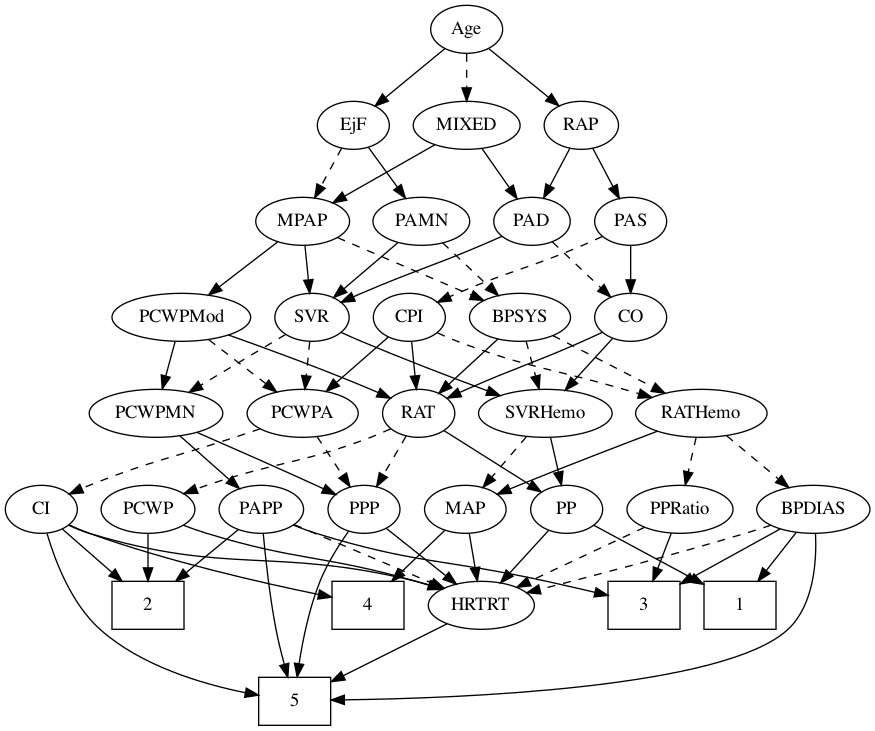 Age
EjF
MIXED
RAP
MPAP
PAMN
PAD
PAS
PCWPMod
SVR
CPI
BPSYS
CO
PCWPMN
PCWPA
RAT
SVRHemo
RATHemo
CI
PCWP
PAPP
PPP
MAP
PP
PPRatio
BPDIAS
2
4
HRTRT
3
1
5